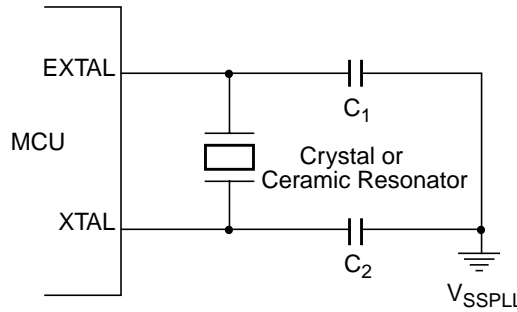 EXTAL
C1
MCU
Crystal or
Ceramic Resonator
XTAL
C2
VSSPLL